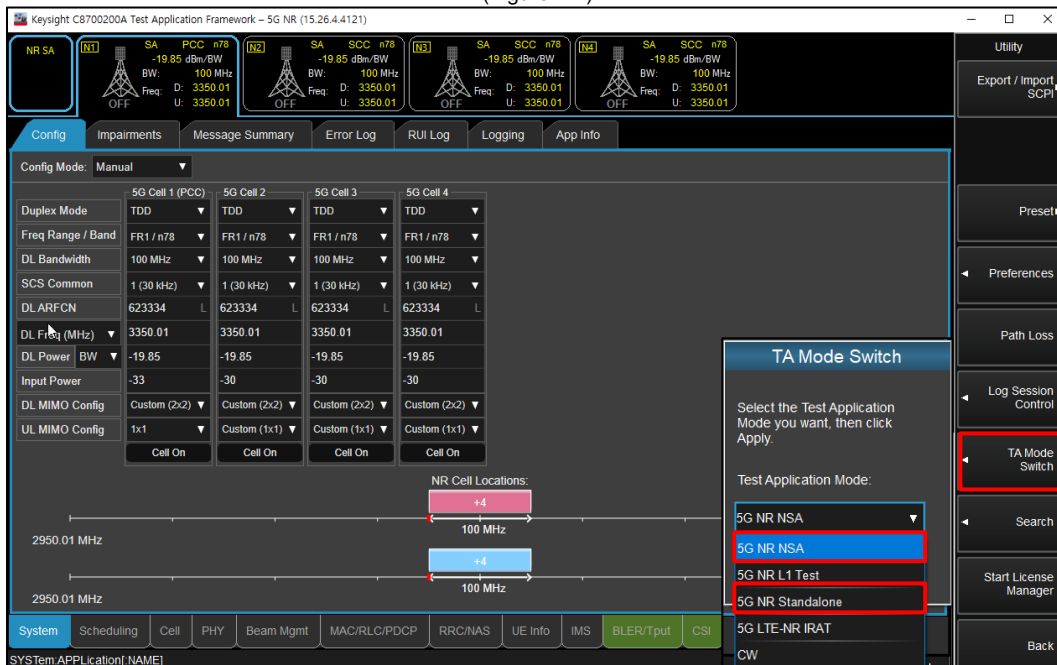 Keysight C8700200A Test Application Framework – 5G NR (15.26.4.4121)
NR SA
N1 SA PCC n78
-19.85 dBm/BW
BW: 100 MHz
Freq: D: 3350.01
U: 3350.01
OFF
N2 SA SCC n78
-19.85 dBm/BW
BW: 100 MHz
Freq: D: 3350.01
U: 3350.01
OFF
N3 SA SCC n78
-19.85 dBm/BW
BW: 100 MHz
Freq: D: 3350.01
U: 3350.01
OFF
N4 SA SCC n78
-19.85 dBm/BW
BW: 100 MHz
Freq: D: 3350.01
U: 3350.01
OFF
Config Impairments Message Summary Error Log RUI Log Logging App Info
Config Mode: Manual
5G Cell 1 (PCC) 5G Cell 2 5G Cell 3 5G Cell 4
Duplex Mode TDD TDD TDD TDD
Freq Range / Band FR1 / n78 FR1 / n78 FR1 / n78 FR1 / n78
DL Bandwidth 100 MHz 100 MHz 100 MHz 100 MHz
SCS Common 1 (30 kHz) 1 (30 kHz) 1 (30 kHz) 1 (30 kHz)
DL ARFCN 623334 L 623334 L 623334 L 623334 L
DL Freq (MHz) 3350.01 3350.01 3350.01 3350.01
DL Power BW -19.85 -19.85 -19.85 -19.85
Input Power -33 -30 -30 -30
DL MIMO Config Custom (2x2) Custom (2x2) Custom (2x2) Custom (2x2)
UL MIMO Config 1x1 Custom (1x1) Custom (1x1) Custom (1x1)
Cell On Cell On Cell On Cell On
NR Cell Locations:
+4
100 MHz
2950.01 MHz
+4
100 MHz
2950.01 MHz
System Scheduling Cell PHY Beam Mgmt MAC/RLC/PDCP RRC/NAS UE Info IMS BLER/Tput CSI
SYSTem:APPLication[:NAME]
TA Mode Switch
Select the Test Application
Mode you want, then click
Apply.
Test Application Mode:
5G NR NSA
5G NR NSA
5G NR L1 Test
5G NR Standalone
5G LTE-NR IRAT
CW
Utility
Export / Import
SCPI
Preset
Preferences
Path Loss
Log Session
Control
TA Mode
Switch
Search
Start License
Manager
Back